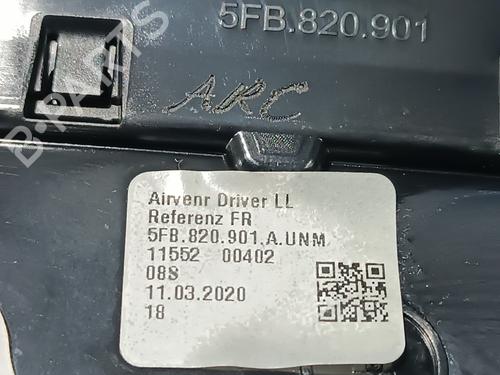 5FB.820.901
ARC
B-PARTS
Airvenr Driver LL
Referenz FR
5FB.820.901.A.UNM
11552 00402
08S
11.03.2020
18